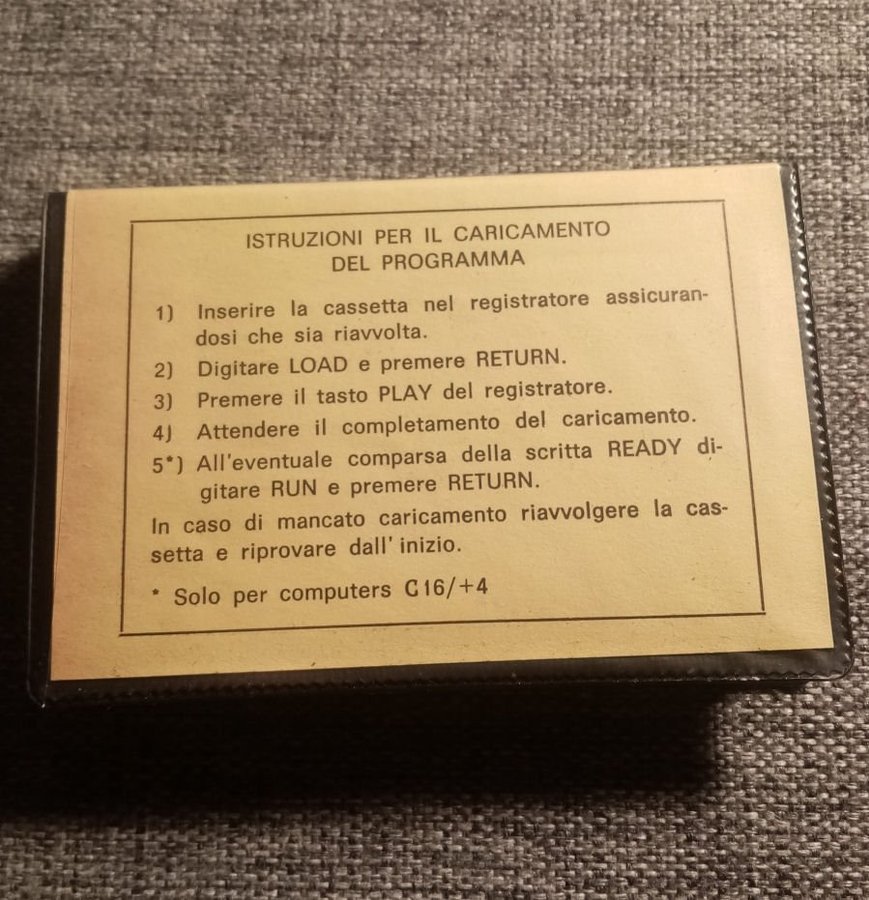 ISTRUZIONI PER IL CARICAMENTO
DEL PROGRAMMA
1) Inserire la cassetta nel registratore assicuran-
dosi che sia riavvolta.
2) Digitare LOAD e premere RETURN.
3) Premere il tasto PLAY del registratore.
4) Attendere il completamento del caricamento.
5*) All'eventuale comparsa della scritta READY di-
gitare RUN e premere RETURN.
In caso di mancato caricamento riavvolgere la cas-
setta e riprovare dall'inizio.
* Solo per computers C16/+4